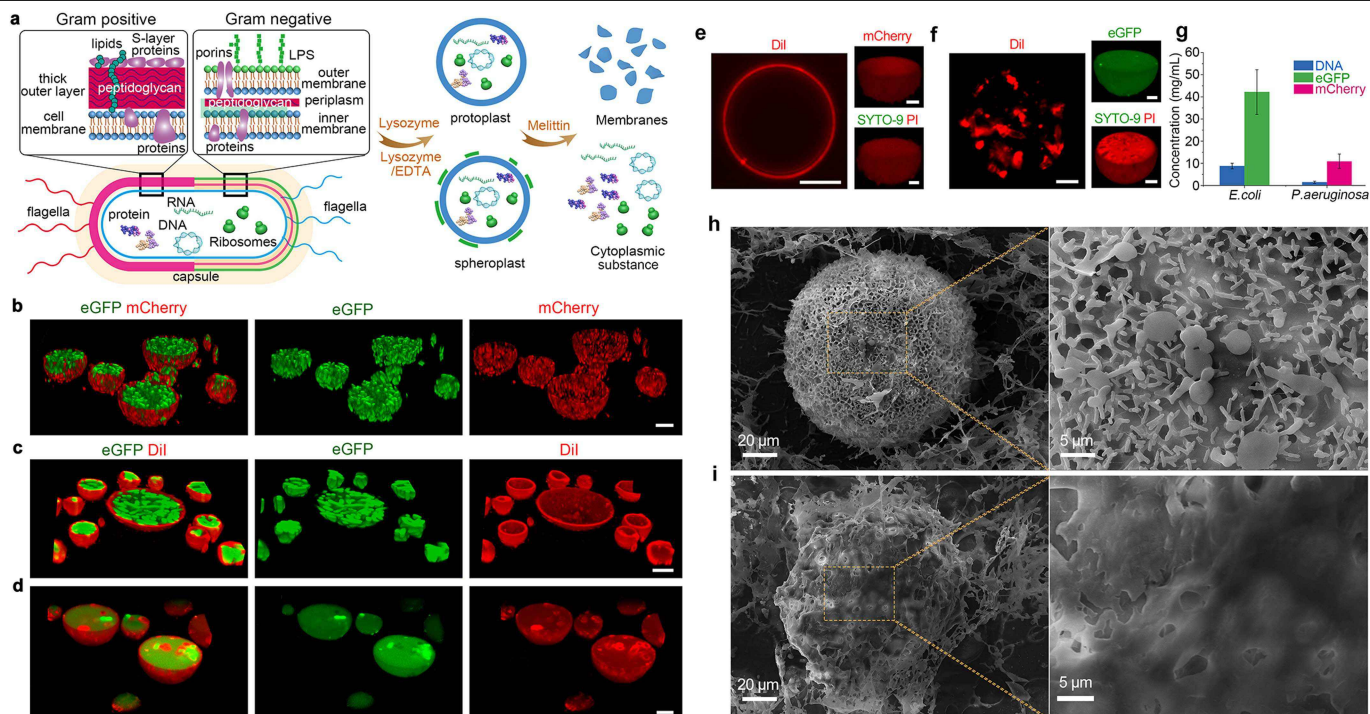 a
Gram positive
Gram negative
lipids
S-layer
proteins
thick
outer layer
peptidoglycan
cell
membrane
proteins
porins
LPS
outer
membrane
peptidoglycan
periplasm
inner
membrane
proteins
flagella
RNA
protein
DNA
Ribosomes
flagella
capsule
Lysozyme
Lysozyme
/EDTA
protoplast
spheroplast
Melittin
Membranes
Cytoplasmic
substance
b
eGFP mCherry
eGFP
mCherry
c
eGFP DiI
eGFP
DiI
d
e
DiI
mCherry
SYTO-9 PI
f
DiI
eGFP
SYTO-9 PI
g
Concentration (mg/mL)
60
50
40
30
20
10
0
DNA
eGFP
mCherry
E.coli
P.aeruginosa
h
20 µm
5 µm
i
20 µm
5 µm